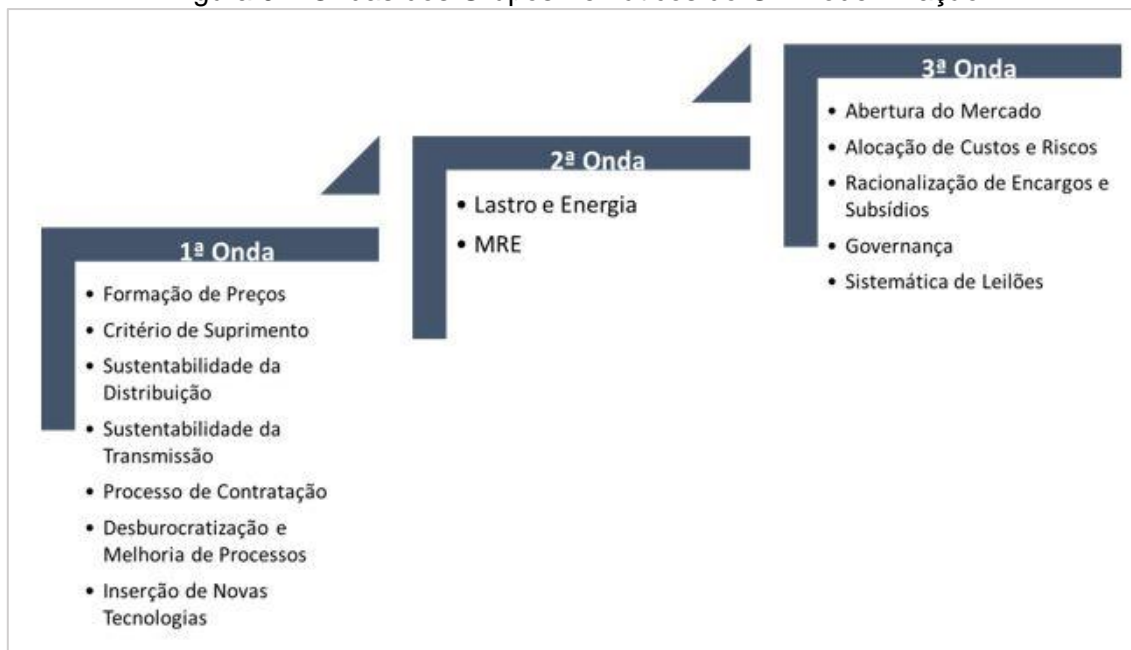 1ª Onda
• Formação de Preços
• Critério de Suprimento
• Sustentabilidade da
Distribuição
• Sustentabilidade da
Transmissão
• Processo de Contratação
• Desburocratização e
Melhoria de Processos
• Inserção de Novas
Tecnologias
2ª Onda
• Lastro e Energia
• MRE
3ª Onda
• Abertura do Mercado
• Alocação de Custos e Riscos
• Racionalização de Encargos e
Subsídios
• Governança
• Sistemática de Leilões